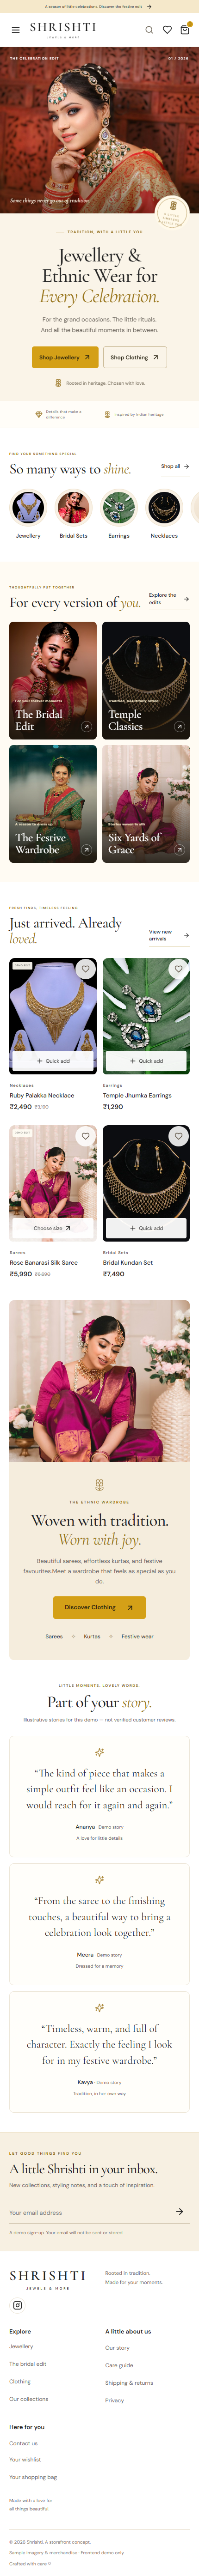 A season of little celebrations. Discover the festive edit
SHRISHTI
JEWELS & MORE
THE CELEBRATION EDIT
01 / 2026
Some things never go out of tradition.
TRADITION, WITH A LITTLE YOU
Jewellery &
Ethnic Wear for
Every Celebration.
For the grand occasions. The little rituals.
And all the beautiful moments in between.
Shop Jewellery
Shop Clothing
Rooted in heritage. Chosen with love.
Details that make a
difference
Inspired by Indian heritage
FIND YOUR SOMETHING SPECIAL
So many ways to shine.
Shop all
Jewellery
Bridal Sets
Earrings
Necklaces
THOUGHTFULLY PUT TOGETHER
For every version of you.
Explore the
edits
For your forever moments
The Bridal
Edit
Tradition, beautifully retold
Temple
Classics
A reason to dress up
The Festive
Wardrobe
Stories woven in silk
Six Yards of
Grace
FRESH FINDS. TIMELESS FEELING.
Just arrived. Already
loved.
View new
arrivals
Quick add
Quick add
Necklaces
Ruby Palakka Necklace
₹2,490
Earrings
Temple Jhumka Earrings
₹1,290
Choose size
Quick add
Sarees
Rose Banarasi Silk Saree
₹5,990
Bridal Sets
Bridal Kundan Set
₹7,490
THE ETHNIC WARDROBE
Woven with tradition.
Worn with joy.
Beautiful sarees, effortless kurtas, and festive
favourites.Meet a wardrobe that feels as special as you
do.
Discover Clothing
Sarees
Kurtas
Festive wear
LITTLE MOMENTS. LOVELY WORDS.
Part of your story.
Illustrative stories for this demo — not verified customer reviews.
“The kind of piece that makes a
simple outfit feel like an occasion. I
would reach for it again and again.”
Ananya · Demo story
A love for little details
“From the saree to the finishing
touches, a beautiful way to bring a
celebration look together.”
Meera · Demo story
Dressed for a memory
“Timeless, warm, and full of
character. Exactly the feeling I look
for in my festive wardrobe.”
Kavya · Demo story
Tradition, in her own way
LET GOOD THINGS FIND YOU
A little Shrishti in your inbox.
New collections, styling notes, and a touch of inspiration.
Your email address
A demo sign-up. Your email will not be sent or stored.
SHRISHTI
JEWELS & MORE
Rooted in tradition.
Made for your moments.
Explore
Jewellery
The bridal edit
Clothing
Our collections
A little about us
Our story
Care guide
Shipping & returns
Privacy
Here for you
Contact us
Your wishlist
Your shopping bag
Made with a love for
all things beautiful.
© 2026 Shrishti. A storefront concept.
Sample imagery & merchandise · Frontend demo only
Crafted with care